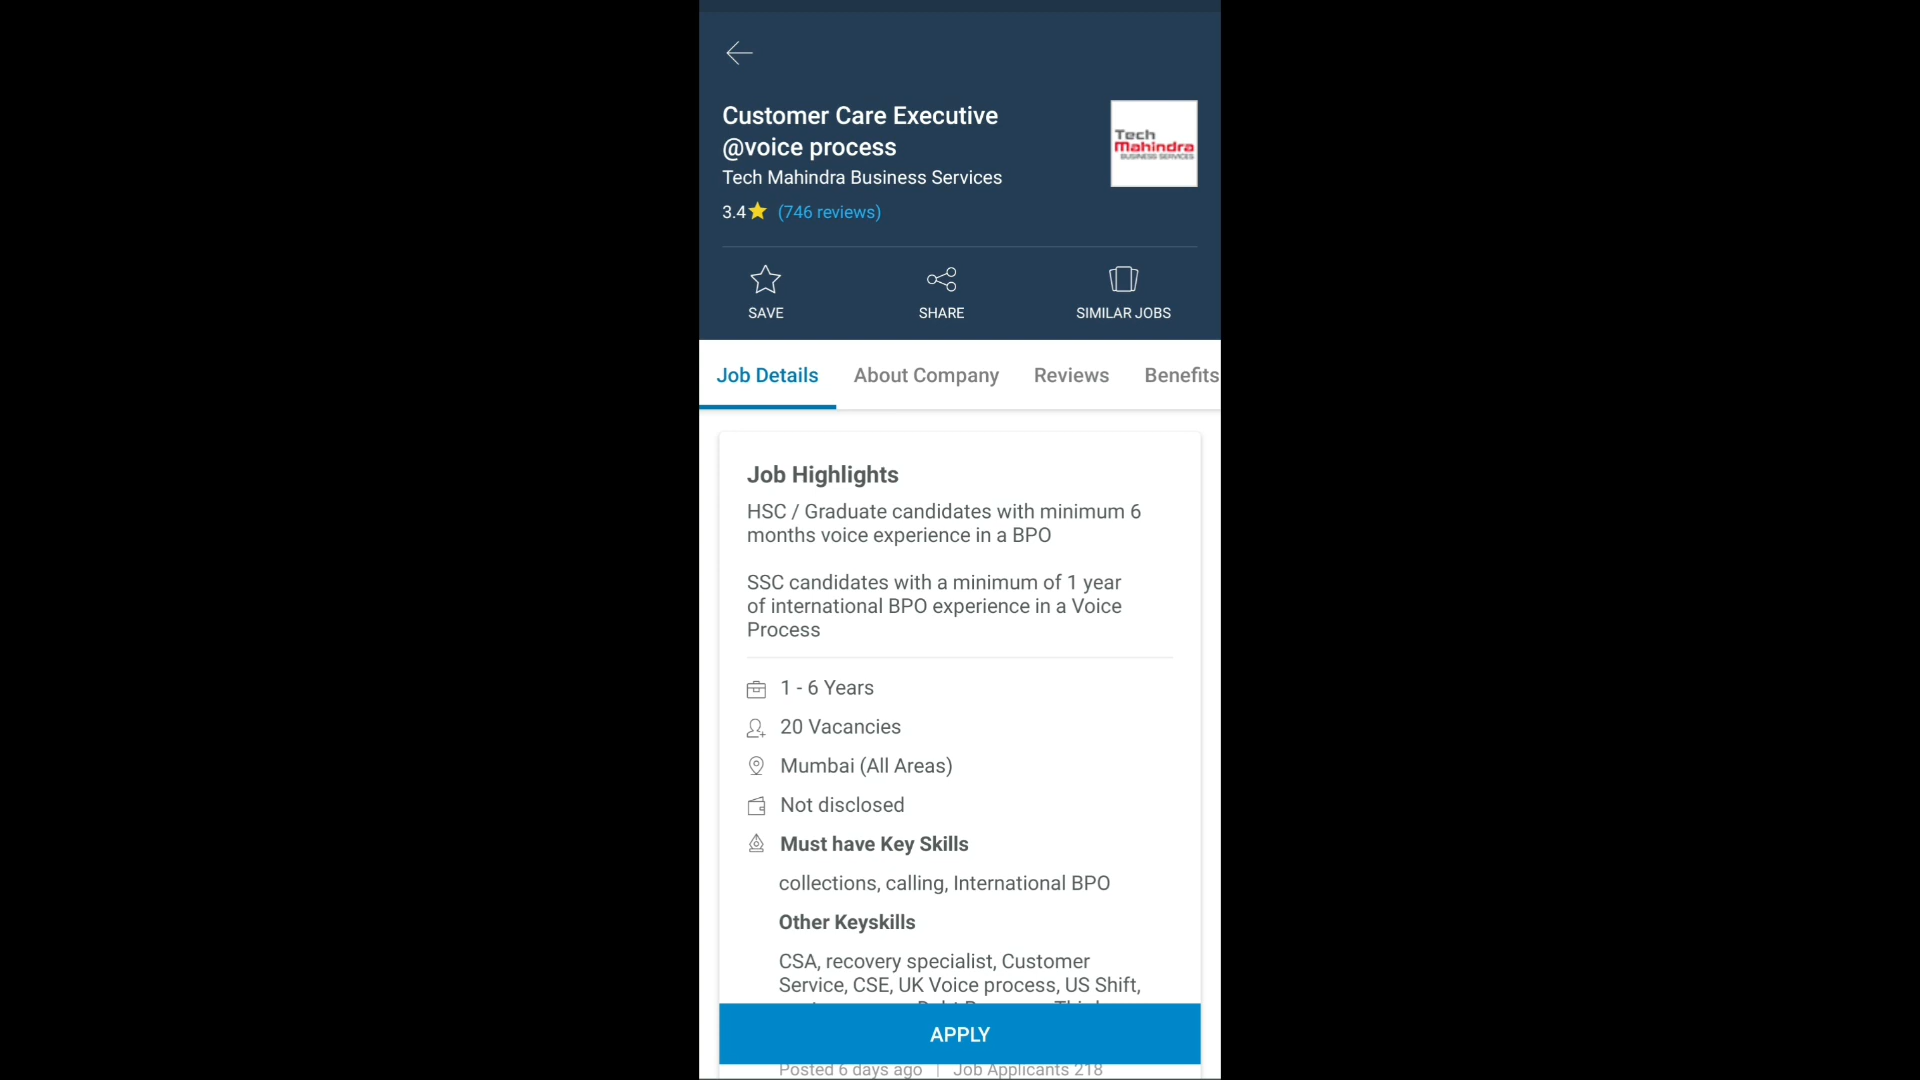 Customer Care Executive
@voice process
Tech Mahindra Business Services
3.4 (746 reviews)
Tech
Mahindra
BUSINESS SERVICES
SAVE
SHARE
SIMILAR JOBS
Job Details
About Company
Reviews
Benefits
Job Highlights
HSC / Graduate candidates with minimum 6
months voice experience in a BPO
SSC candidates with a minimum of 1 year
of international BPO experience in a Voice
Process
1 - 6 Years
20 Vacancies
Mumbai (All Areas)
Not disclosed
Must have Key Skills
collections, calling, International BPO
Other Keyskills
CSA, recovery specialist, Customer
Service, CSE, UK Voice process, US Shift,
APPLY
Posted 6 days ago | Job Applicants 218